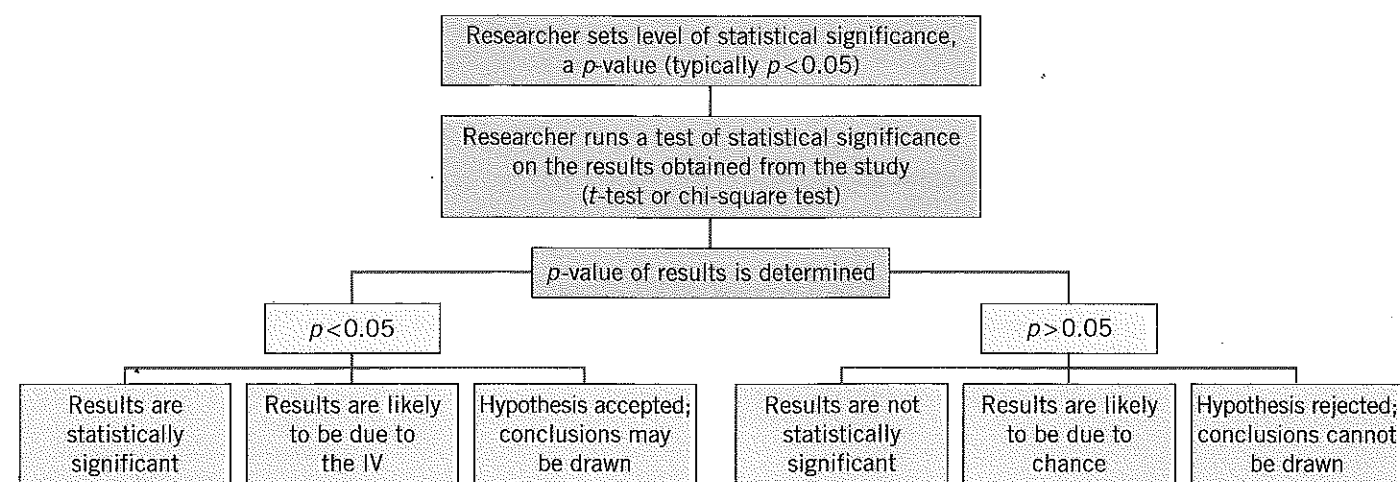 Researcher sets level of statistical significance,
a p-value (typically p<0.05)
Researcher runs a test of statistical significance
on the results obtained from the study
(t-test or chi-square test)
p-value of results is determined
p<0.05
p>0.05
Results are
statistically
significant
Results are likely
to be due to
the IV
Hypothesis accepted;
conclusions may
be drawn
Results are not
statistically
significant
Results are likely
to be due to
chance
Hypothesis rejected;
conclusions cannot
be drawn